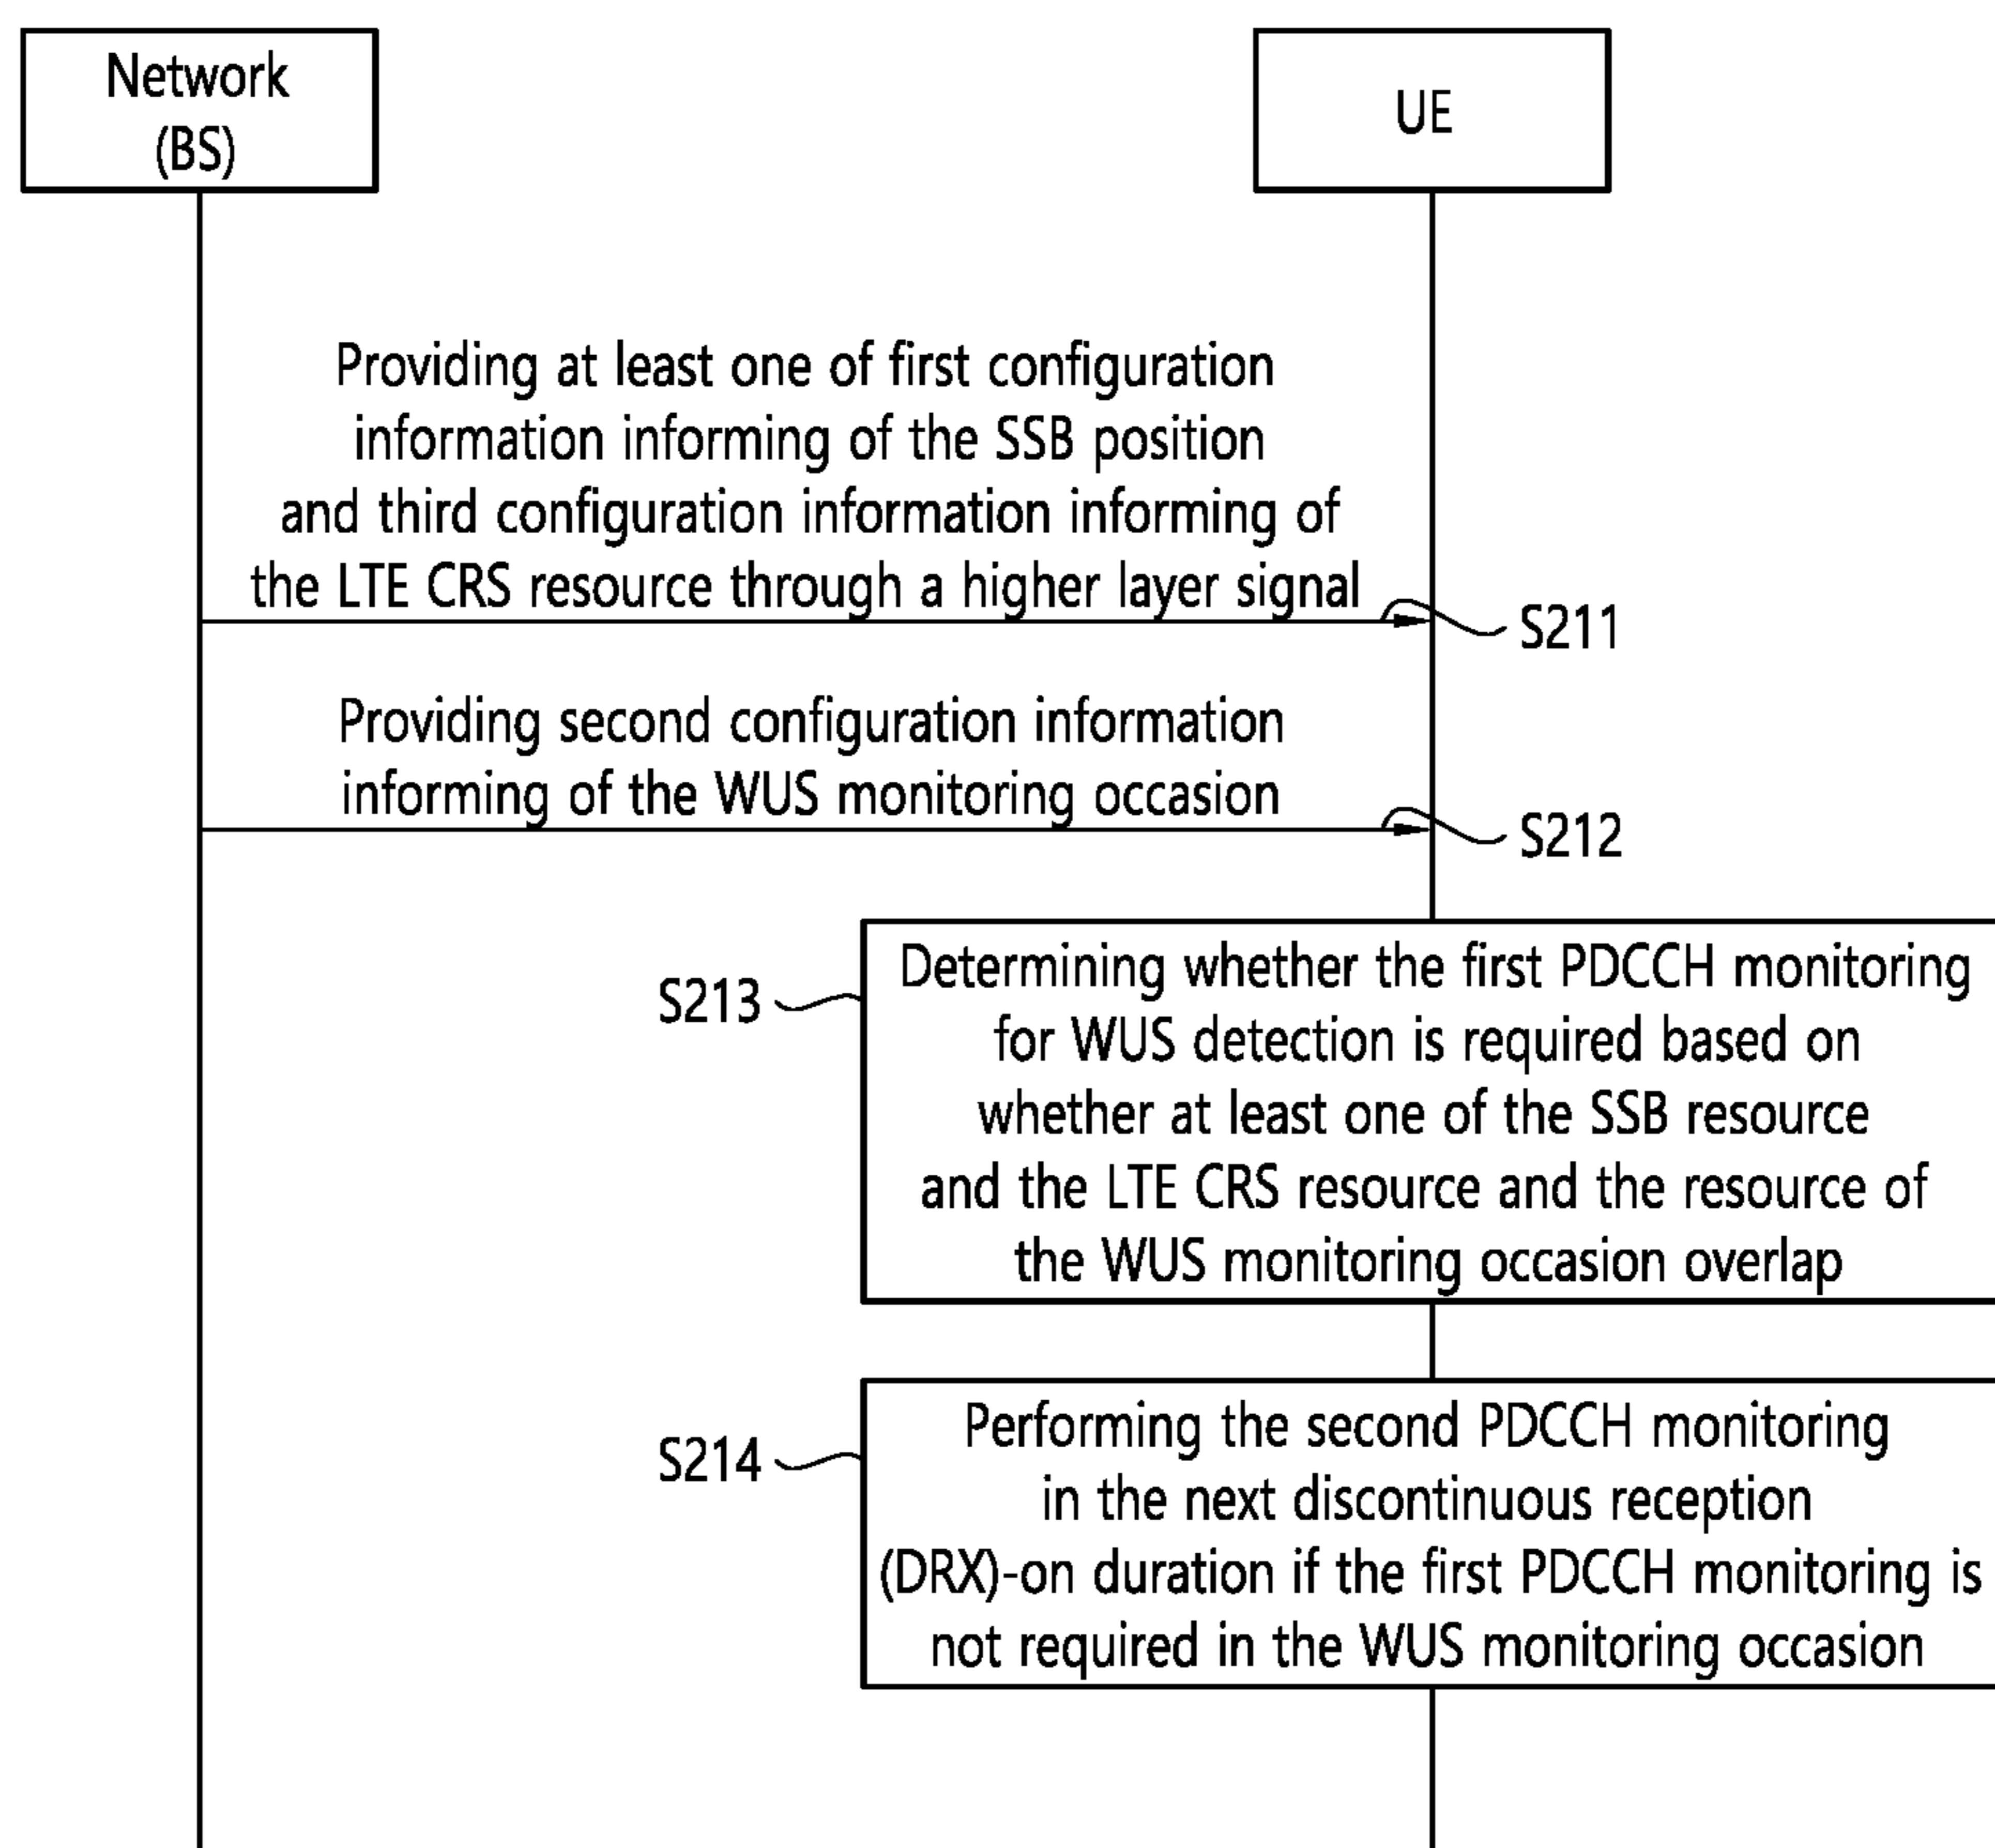 Network
(BS)
UE
Providing at least one of first configuration
information informing of the SSB position
and third configuration information informing of
the LTE CRS resource through a higher layer signal
S211
Providing second configuration information
informing of the WUS monitoring occasion
S212
S213
Determining whether the first PDCCH monitoring
for WUS detection is required based on
whether at least one of the SSB resource
and the LTE CRS resource and the resource of
the WUS monitoring occasion overlap
S214
Performing the second PDCCH monitoring
in the next discontinuous reception
(DRX)-on duration if the first PDCCH monitoring is
not required in the WUS monitoring occasion